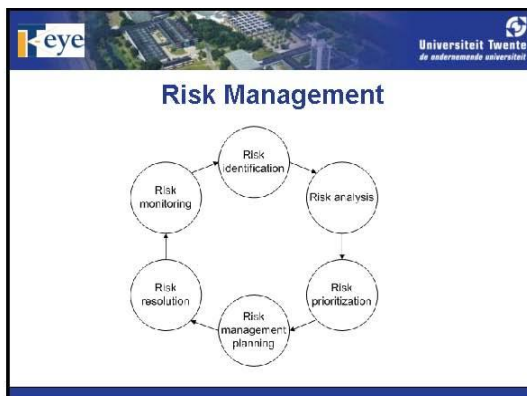 eye
Universiteit Twente
de ondernemende universiteit
Risk Management
Risk
identification
Risk analysis
Risk
prioritization
Risk
management
planning
Risk
resolution
Risk
monitoring